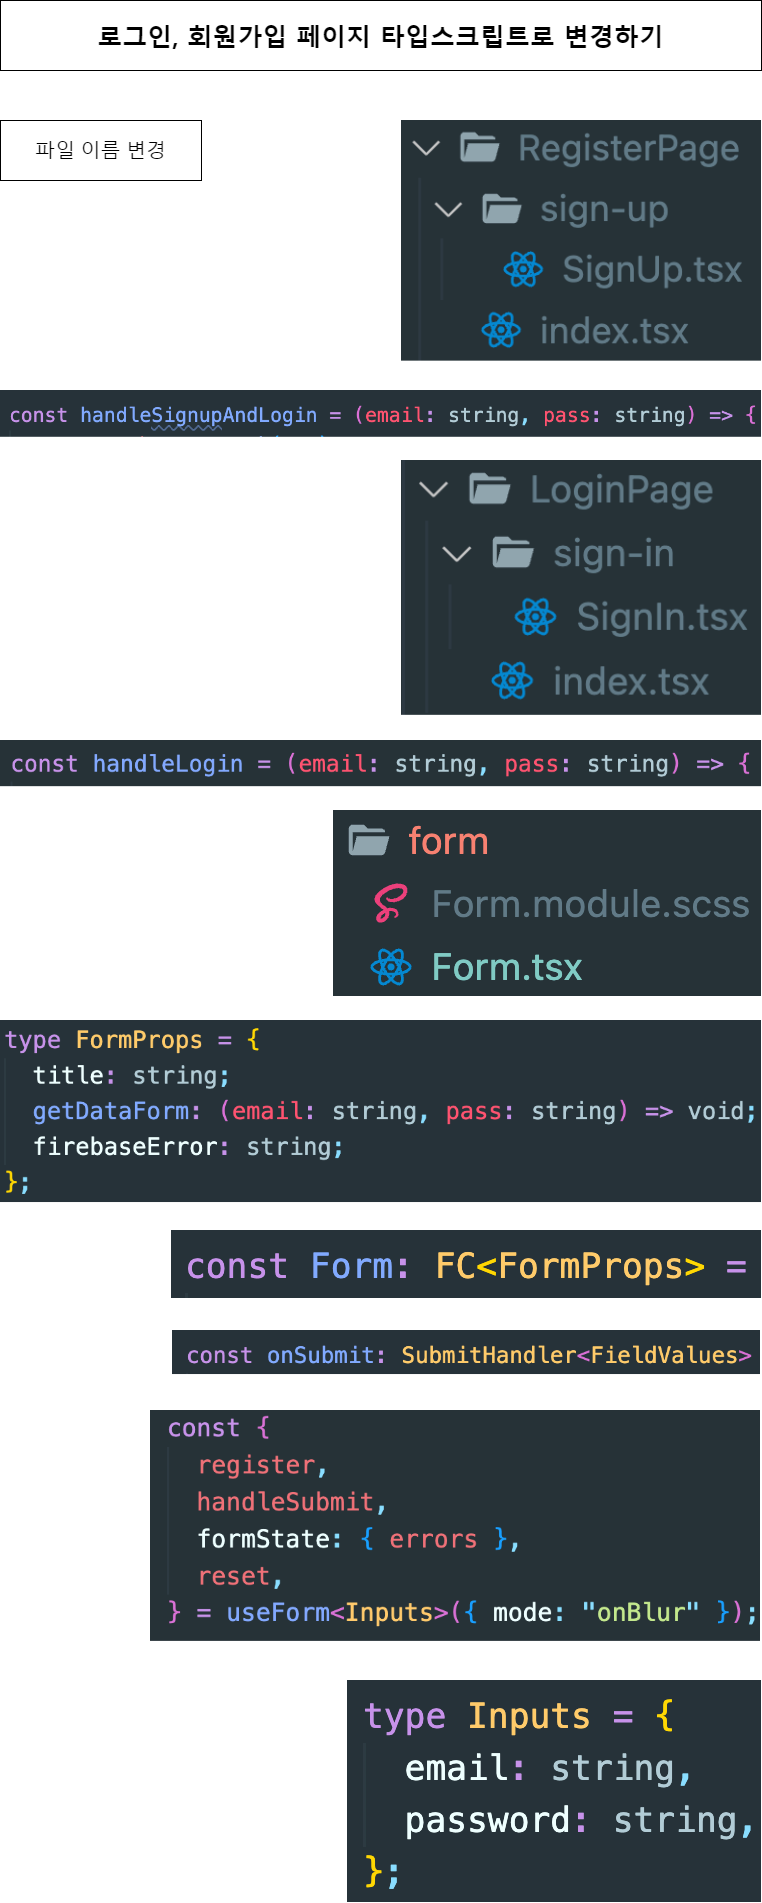 로그인, 회원가입 페이지 타입스크립트로 변경하기
파일 이름 변경
RegisterPage
sign-up
SignUp.tsx
index.tsx
const handleSignupAndLogin = (email: string, pass: string) => {
LoginPage
sign-in
SignIn.tsx
index.tsx
const handleLogin = (email: string, pass: string) => {
form
Form.module.scss
Form.tsx
type FormProps = {
title: string;
getDataForm: (email: string, pass: string) => void;
firebaseError: string;
};
const Form: FC<FormProps> =
const onSubmit: SubmitHandler<FieldValues>
const {
register,
handleSubmit,
formState: { errors },
reset,
} = useForm<Inputs>({ mode: "onBlur" });
type Inputs = {
email: string,
password: string,
};